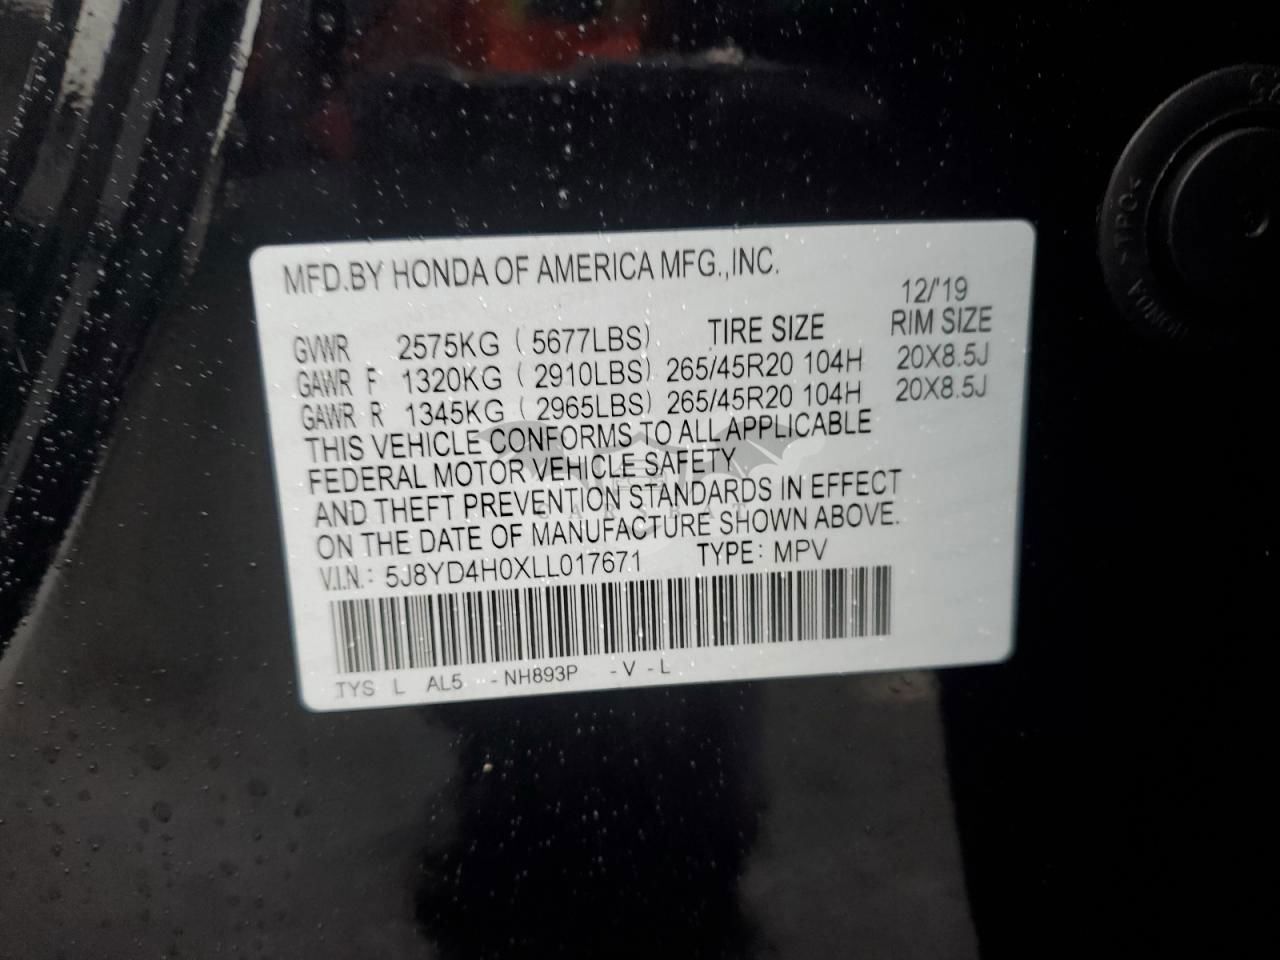 MFD.BY HONDA OF AMERICA MFG.,INC.
12/'19
GVWR 2575KG ( 5677LBS) TIRE SIZE RIM SIZE
GAWR F 1320KG ( 2910LBS) 265/45R20 104H 20X8.5J
GAWR R 1345KG ( 2965LBS) 265/45R20 104H 20X8.5J
THIS VEHICLE CONFORMS TO ALL APPLICABLE
FEDERAL MOTOR VEHICLE SAFETY
AND THEFT PREVENTION STANDARDS IN EFFECT
ON THE DATE OF MANUFACTURE SHOWN ABOVE.
V.I.N.: 5J8YD4H0XLL017671 TYPE: MPV
TYS L AL5 -- NH893P - V - L
CARSBAT
HONDA >TPO<